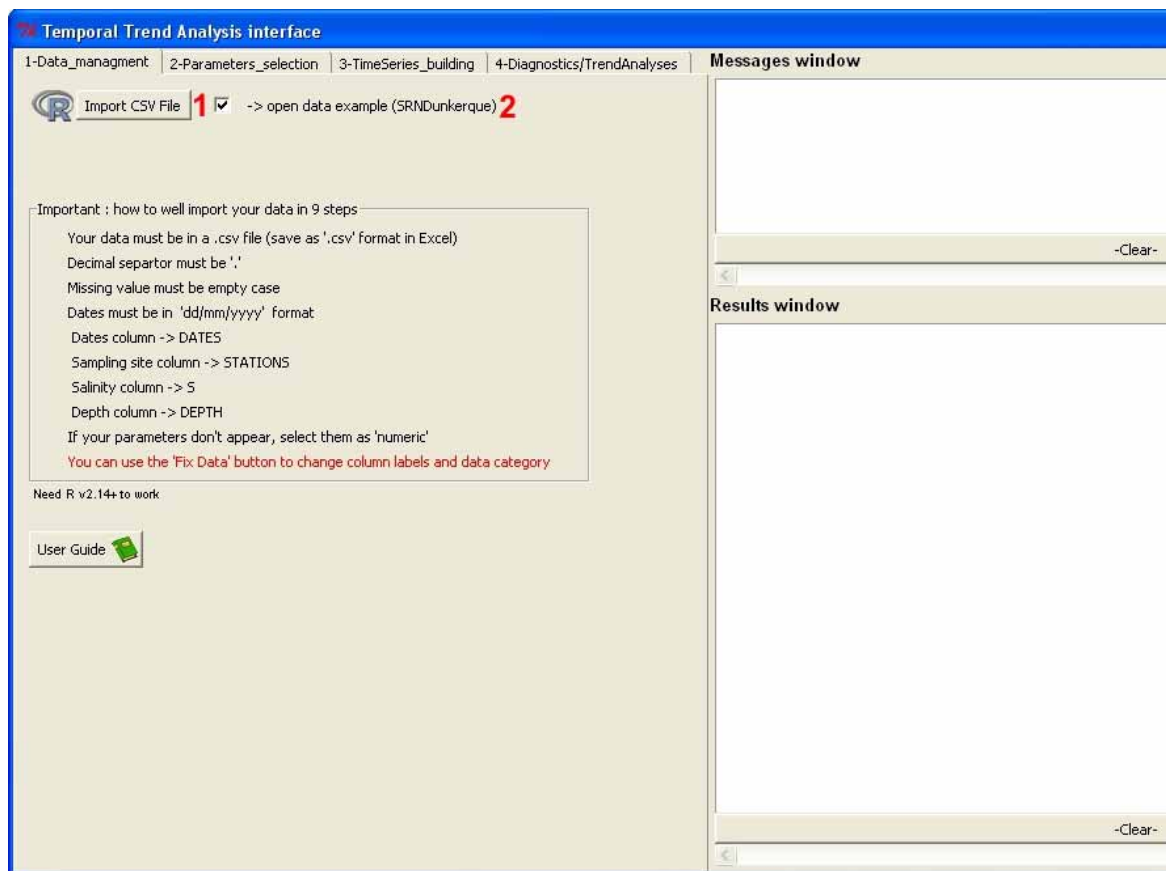 Temporal Trend Analysis interface
1-Data_managment 2-Parameters_selection 3-TimeSeries_building 4-Diagnostics/TrendAnalyses
R Import CSV File 1 -> open data example (SRNDunkerque) 2
Important : how to well import your data in 9 steps
Your data must be in a .csv file (save as '.csv' format in Excel)
Decimal separtor must be '.'
Missing value must be empty case
Dates must be in 'dd/mm/yyyy' format
Dates column -> DATES
Sampling site column -> STATIONS
Salinity column -> S
Depth column -> DEPTH
If your parameters don't appear, select them as 'numeric'
You can use the 'Fix Data' button to change column labels and data category
Need R v2.14+ to work
User Guide
Messages window
-Clear-
Results window
-Clear-